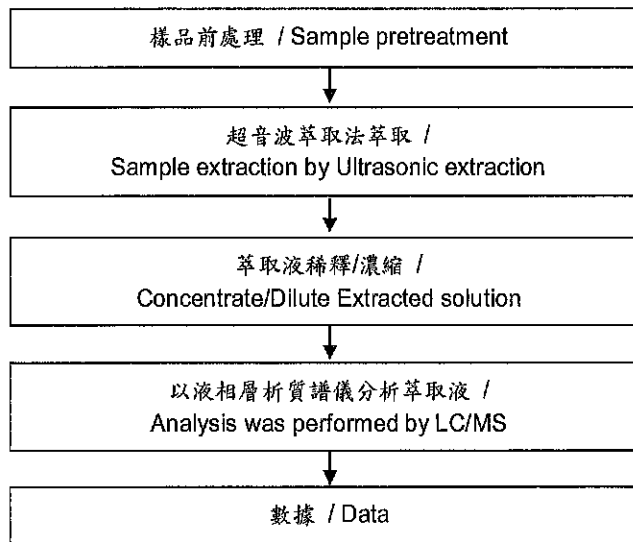 樣品前處理 / Sample pretreatment
超音波萃取法萃取 /
Sample extraction by Ultrasonic extraction
萃取液稀釋/濃縮 /
Concentrate/Dilute Extracted solution
以液相層析質譜儀分析萃取液 /
Analysis was performed by LC/MS
數據 / Data